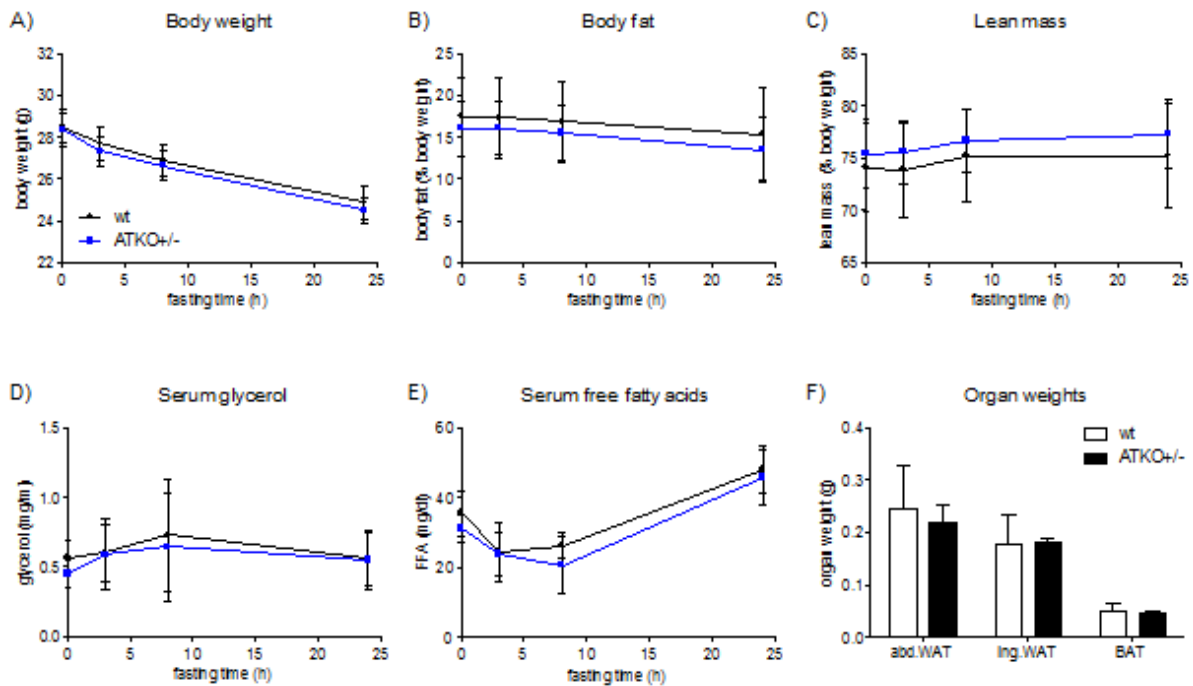 A) Body weight
body weight (g)
32
30
28
26
24
22
wt
ATKO+/-
0 5 10 15 20 25
fasting time (h)
B) Body fat
body fat (% body weight)
25
20
15
10
5
0
0 5 10 15 20 25
fasting time (h)
C) Lean mass
lean mass (% body weight)
85
80
75
70
65
0 5 10 15 20 25
fasting time (h)
D) Serum glycerol
glycerol (mg/ml)
1.5
1.0
0.5
0.0
0 5 10 15 20 25
fasting time (h)
E) Serum free fatty acids
FFA (mg/dl)
60
40
20
0
0 5 10 15 20 25
fasting time (h)
F) Organ weights
organ weight (g)
0.4
0.3
0.2
0.1
0.0
wt
ATKO+/-
abd.WAT Ing.WAT BAT